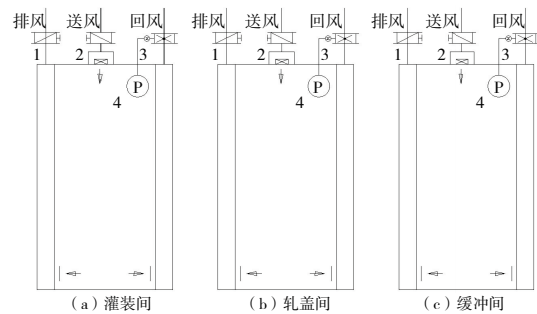 排风 送风 回风 排风 送风 回风 排风 送风 回风
1 2 3 1 2 3 1 2 3
P P P
4 4 4
（a）灌装间 （b）轧盖间 （c）缓冲间